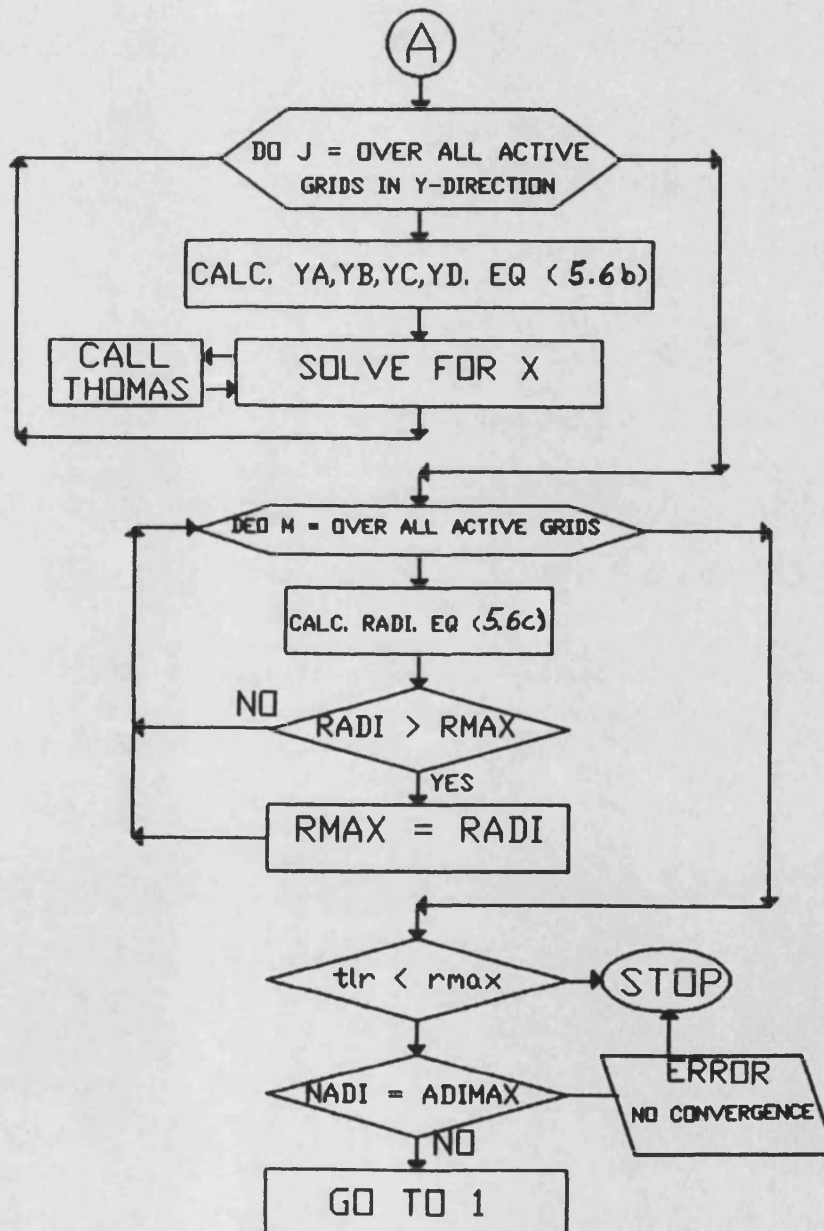 A
DO J = OVER ALL ACTIVE
GRIDS IN Y-DIRECTION
CALC. YA,YB,YC,YD. EQ (5.6b)
CALL
THOMAS
SOLVE FOR X
DEO M = OVER ALL ACTIVE GRIDS
CALC. RADI. EQ (5.6c)
NO
RADI > RMAX
YES
RMAX = RADI
tlr < rmax
STOP
NADI = ADIMAX
ERROR
NO CONVERGENCE
NO
GO TO 1